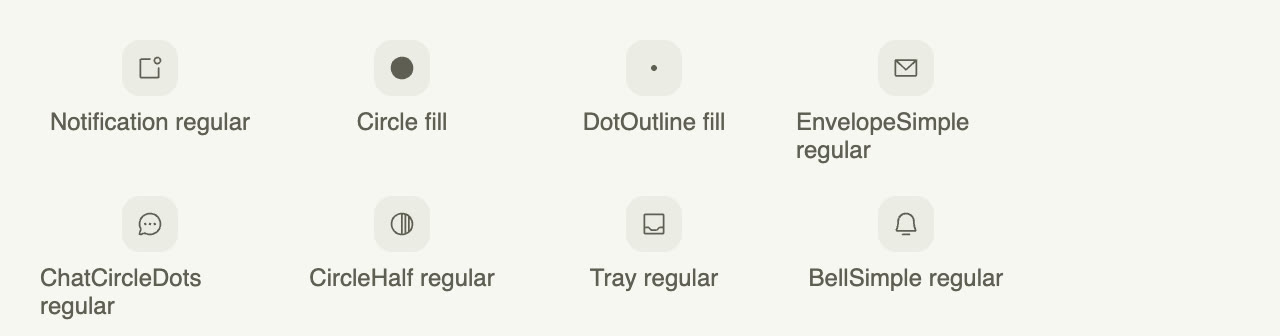 Notification regular
Circle fill
DotOutline fill
EnvelopeSimple
regular
ChatCircleDots
regular
CircleHalf regular
Tray regular
BellSimple regular